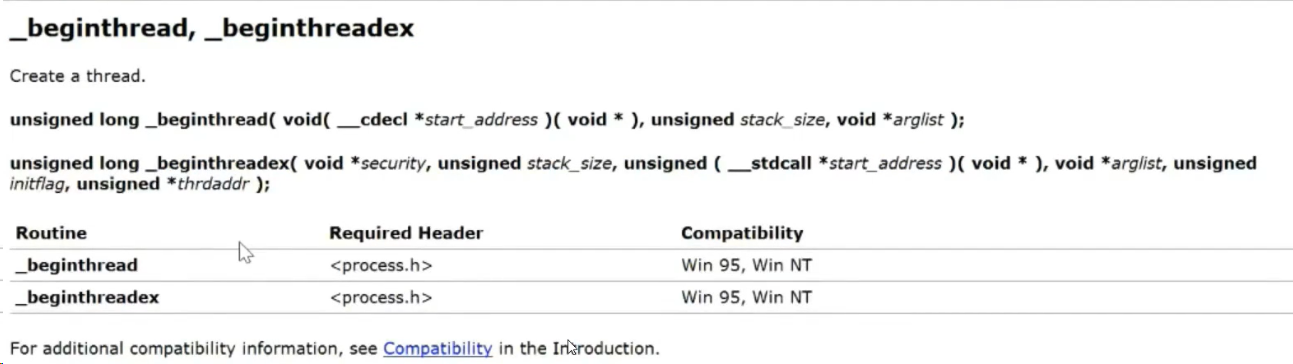 _beginthread, _beginthreadex
Create a thread.
unsigned long _beginthread( void( __cdecl *start_address )( void * ), unsigned stack_size, void *arglist );
unsigned long _beginthreadex( void *security, unsigned stack_size, unsigned ( __stdcall *start_address )( void * ), void *arglist, unsigned
initflag, unsigned *thrdaddr );
Routine Required Header Compatibility
_beginthread <process.h> Win 95, Win NT
_beginthreadex <process.h> Win 95, Win NT
For additional compatibility information, see Compatibility in the Introduction.